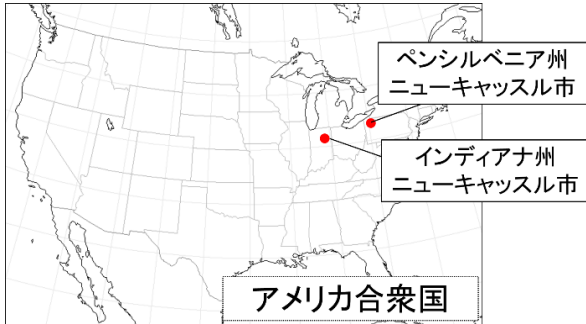 ペンシルベニア州
ニューキャッスル市
インディアナ州
ニューキャッスル市
アメリカ合衆国